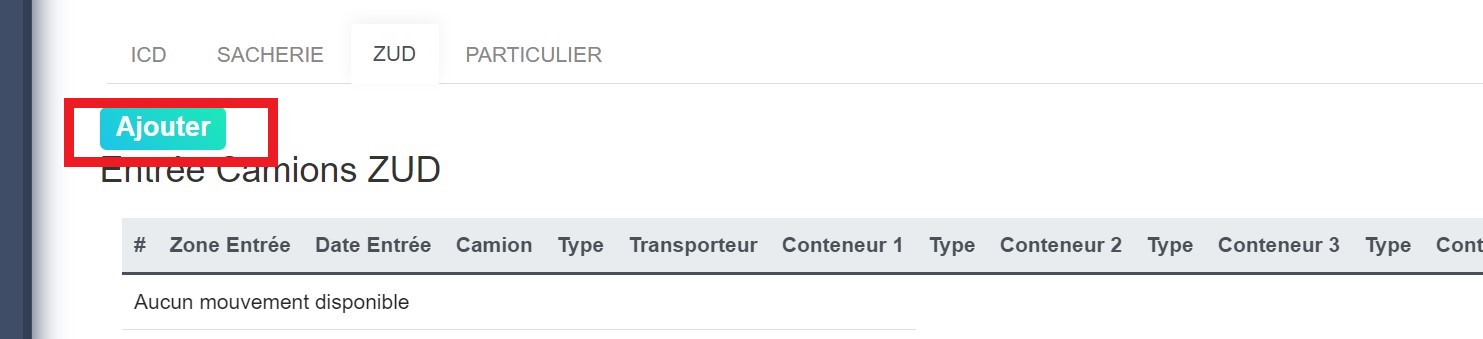 ICD SACHERIE ZUD PARTICULIER
Ajouter
Entrée Camions ZUD
# Zone Entrée Date Entrée Camion Type Transporteur Conteneur 1 Type Conteneur 2 Type Conteneur 3 Type Cont
Aucun mouvement disponible